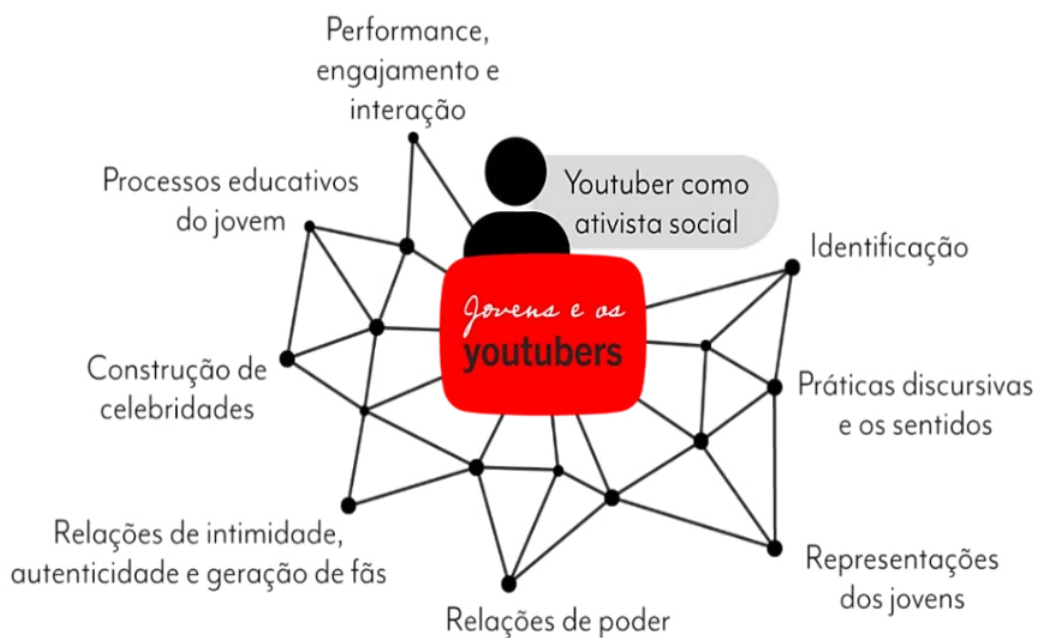 Performance,
engajamento e
interação
Processos educativos
do jovem
Youtuber como
ativista social
Identificação
Jovens e os
youtubers
Construção de
celebridades
Práticas discursivas
e os sentidos
Relações de intimidade,
autenticidade e geração de fãs
Representações
dos jovens
Relações de poder